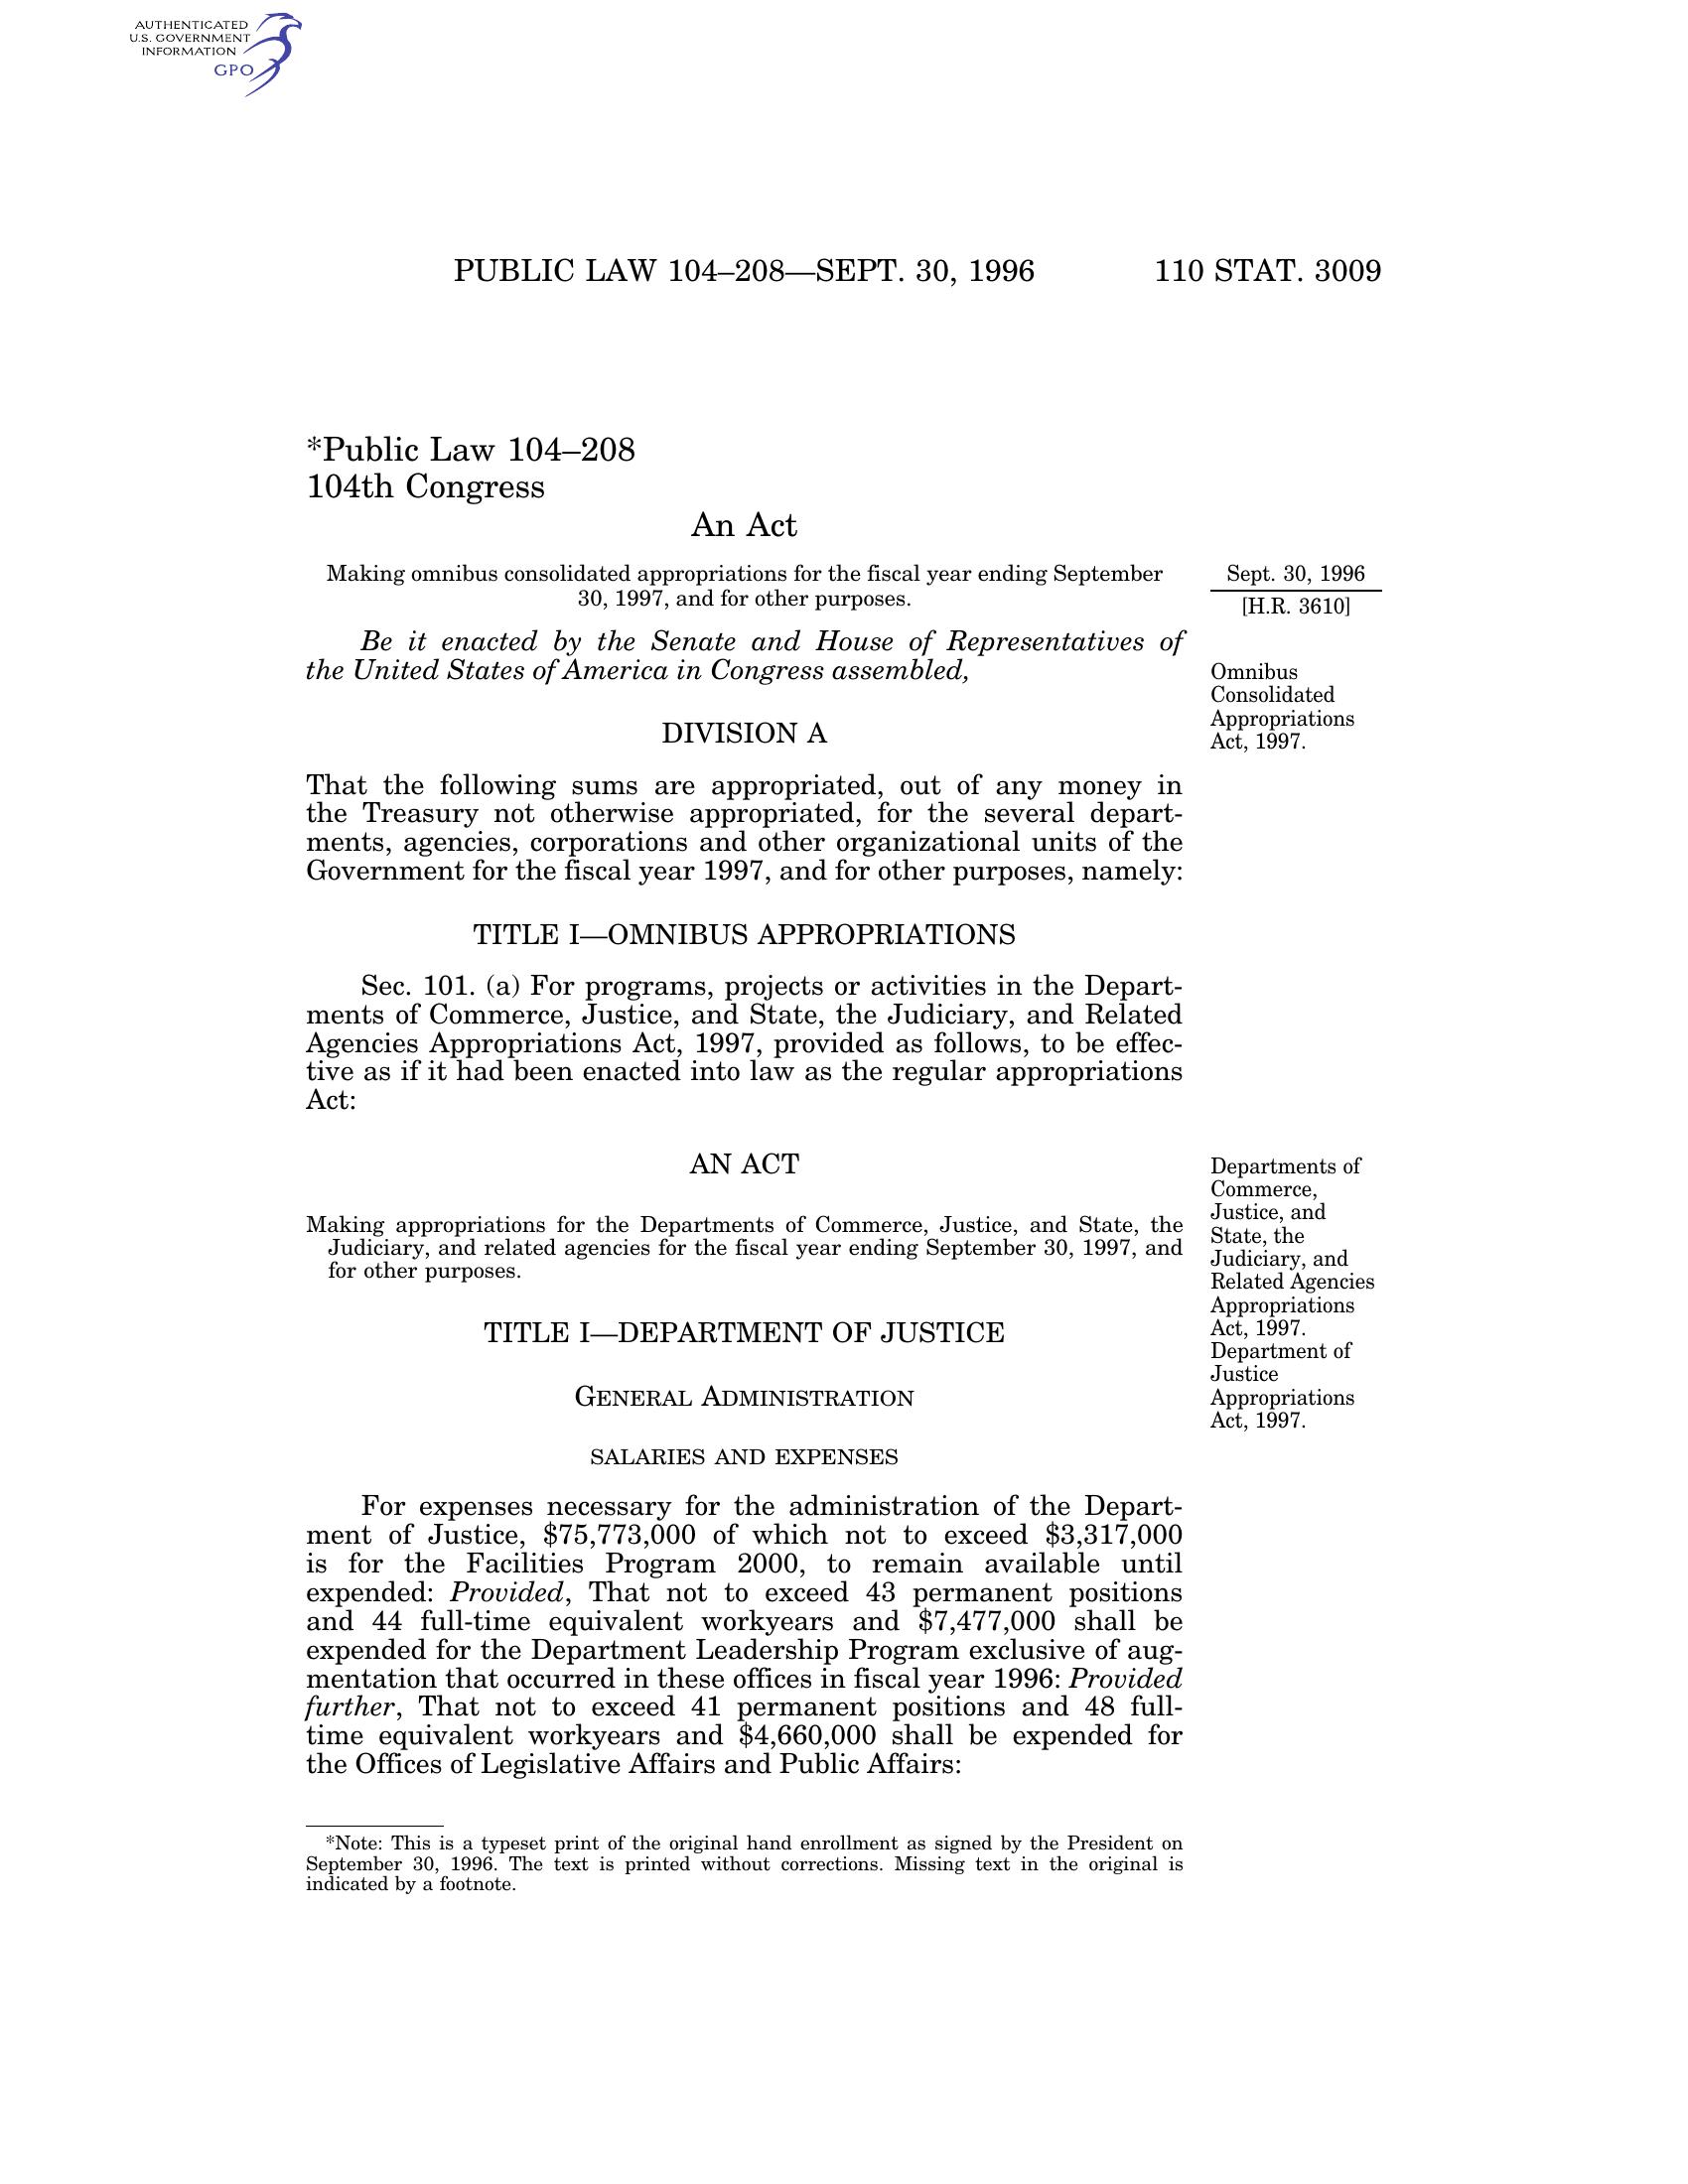 AUTHENTICATED
U.S. GOVERNMENT
INFORMATION
GPO
PUBLIC LAW 104–208—SEPT. 30, 1996
110 STAT. 3009
*Public Law 104–208
104th Congress
An Act
Making omnibus consolidated appropriations for the fiscal year ending September
30, 1997, and for other purposes.
Sept. 30, 1996
[H.R. 3610]
Be it enacted by the Senate and House of Representatives of
the United States of America in Congress assembled,
Omnibus
Consolidated
Appropriations
Act, 1997.
DIVISION A
That the following sums are appropriated, out of any money in
the Treasury not otherwise appropriated, for the several depart-
ments, agencies, corporations and other organizational units of the
Government for the fiscal year 1997, and for other purposes, namely:
TITLE I—OMNIBUS APPROPRIATIONS
Sec. 101. (a) For programs, projects or activities in the Depart-
ments of Commerce, Justice, and State, the Judiciary, and Related
Agencies Appropriations Act, 1997, provided as follows, to be effec-
tive as if it had been enacted into law as the regular appropriations
Act:
AN ACT
Making appropriations for the Departments of Commerce, Justice, and State, the
Judiciary, and related agencies for the fiscal year ending September 30, 1997, and
for other purposes.
Departments of
Commerce,
Justice, and
State, the
Judiciary, and
Related Agencies
Appropriations
Act, 1997.
Department of
Justice
Appropriations
Act, 1997.
TITLE I—DEPARTMENT OF JUSTICE
GENERAL ADMINISTRATION
SALARIES AND EXPENSES
For expenses necessary for the administration of the Depart-
ment of Justice, $75,773,000 of which not to exceed $3,317,000
is for the Facilities Program 2000, to remain available until
expended: Provided, That not to exceed 43 permanent positions
and 44 full-time equivalent workyears and $7,477,000 shall be
expended for the Department Leadership Program exclusive of aug-
mentation that occurred in these offices in fiscal year 1996: Provided
further, That not to exceed 41 permanent positions and 48 full-
time equivalent workyears and $4,660,000 shall be expended for
the Offices of Legislative Affairs and Public Affairs:
*Note: This is a typeset print of the original hand enrollment as signed by the President on
September 30, 1996. The text is printed without corrections. Missing text in the original is
indicated by a footnote.